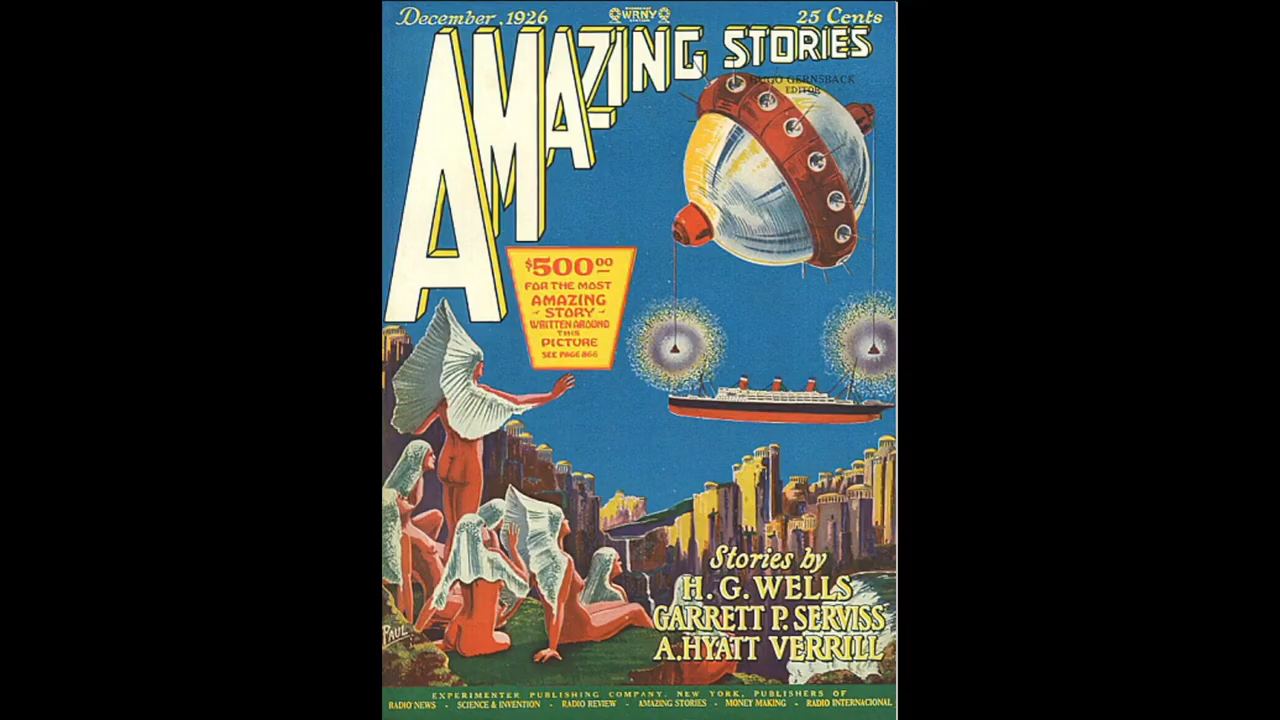 December, 1926
WRNY
25 Cents
AMAZING STORIES
HUGO GERNSBACK
EDITOR
$500.00
FOR THE MOST
AMAZING
STORY
WRITTEN AROUND
THIS
PICTURE
SEE PAGE 866
Stories by
H. G. WELLS
GARRETT P. SERVISS
A. HYATT VERRILL
PAUL
EXPERIMENTER PUBLISHING COMPANY, NEW YORK, PUBLISHERS OF
RADIO NEWS - SCIENCE & INVENTION - RADIO REVIEW - AMAZING STORIES - MONEY MAKING - RADIO INTERNACIONAL